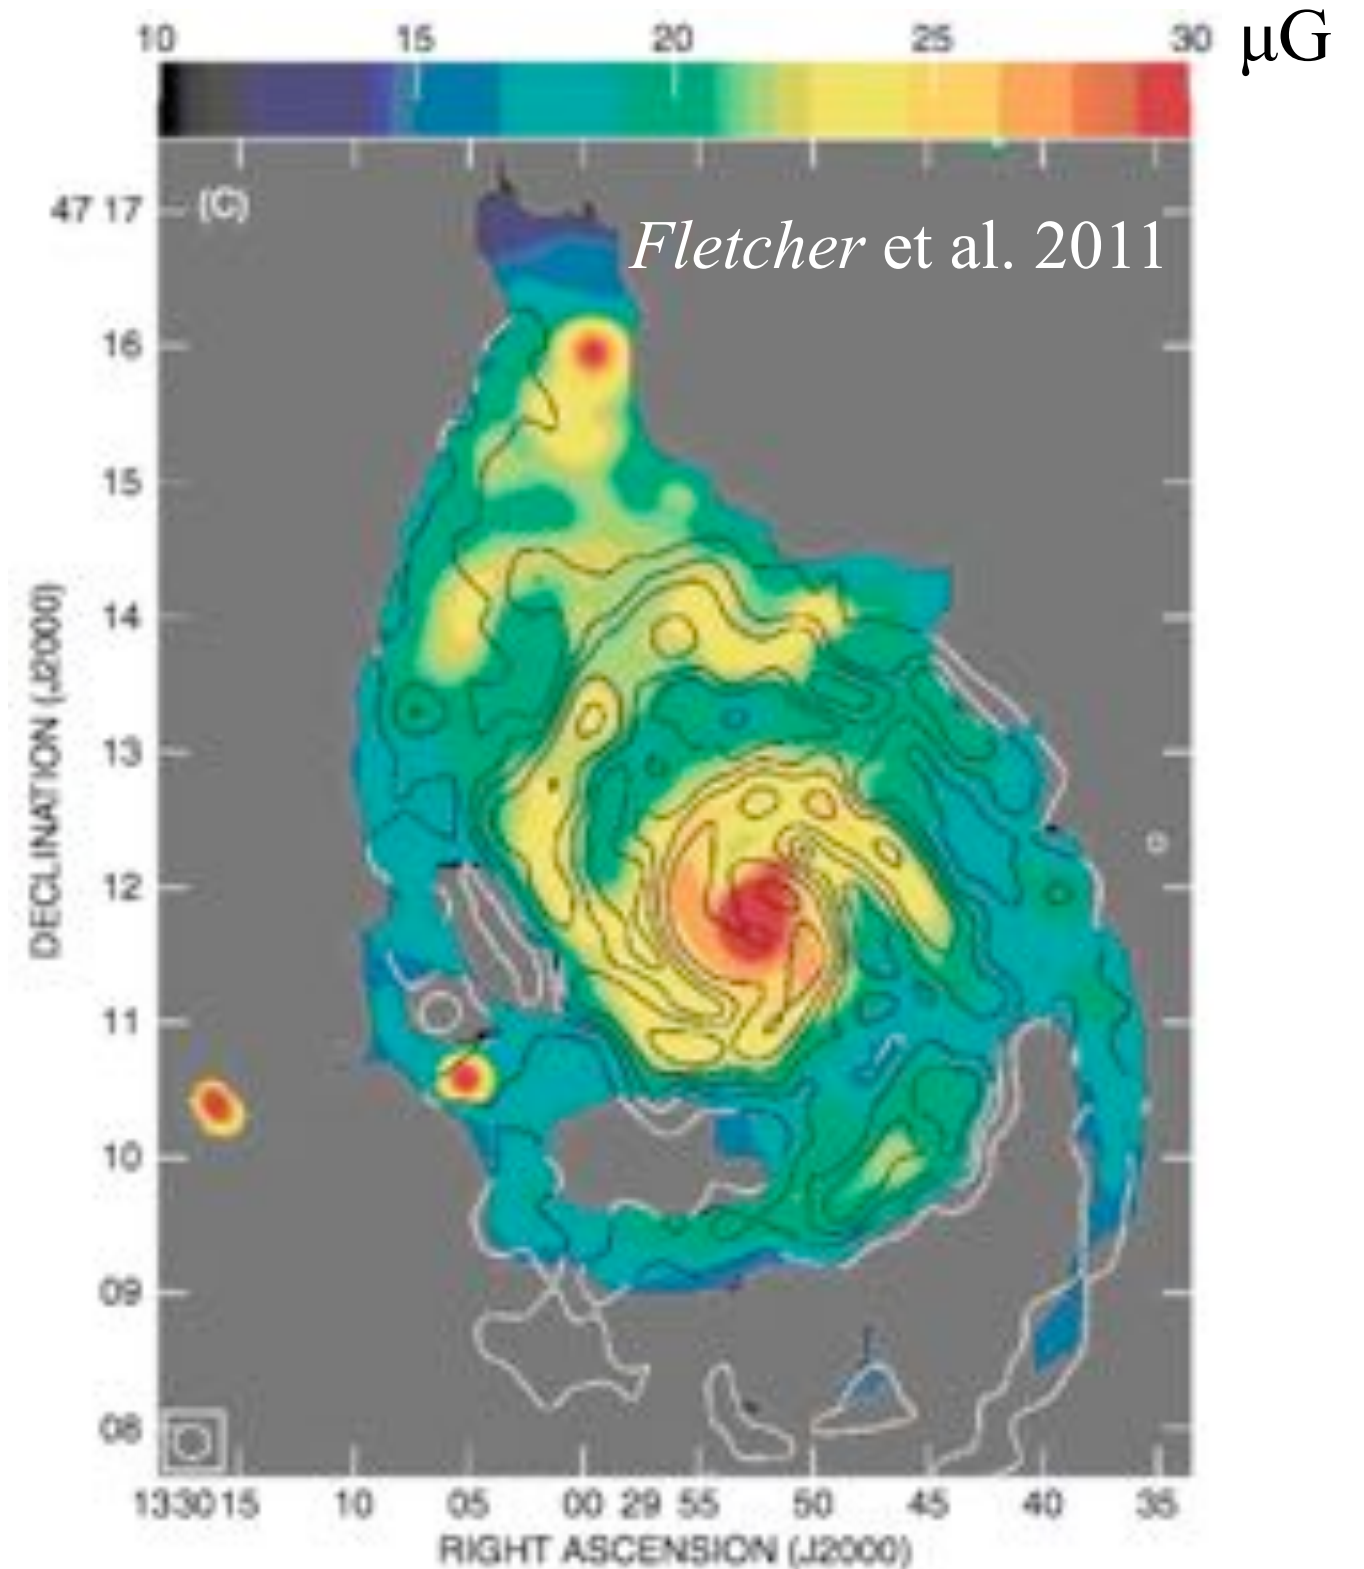 10 15 20 25 30 μG
47 17 (C)
Fletcher et al. 2011
16
15
14
13
12
11
10
09
08
DECLINATION (J2000)
13 30 15 10 05 00 29 55 50 45 40 35
RIGHT ASCENSION (J2000)